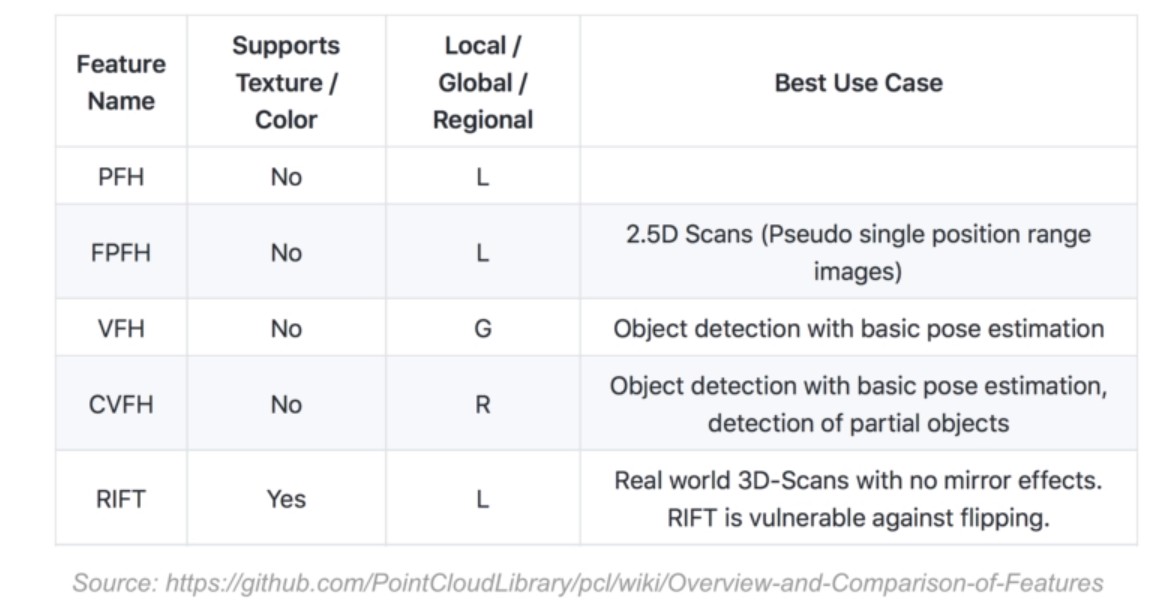 Feature Name
Supports Texture / Color
Local / Global / Regional
Best Use Case
PFH
No
L
FPFH
No
L
2.5D Scans (Pseudo single position range
images)
VFH
No
G
Object detection with basic pose estimation
CVFH
No
R
Object detection with basic pose estimation,
detection of partial objects
RIFT
Yes
L
Real world 3D-Scans with no mirror effects.
RIFT is vulnerable against flipping.
Source: https://github.com/PointCloudLibrary/pcl/wiki/Overview-and-Comparison-of-Features